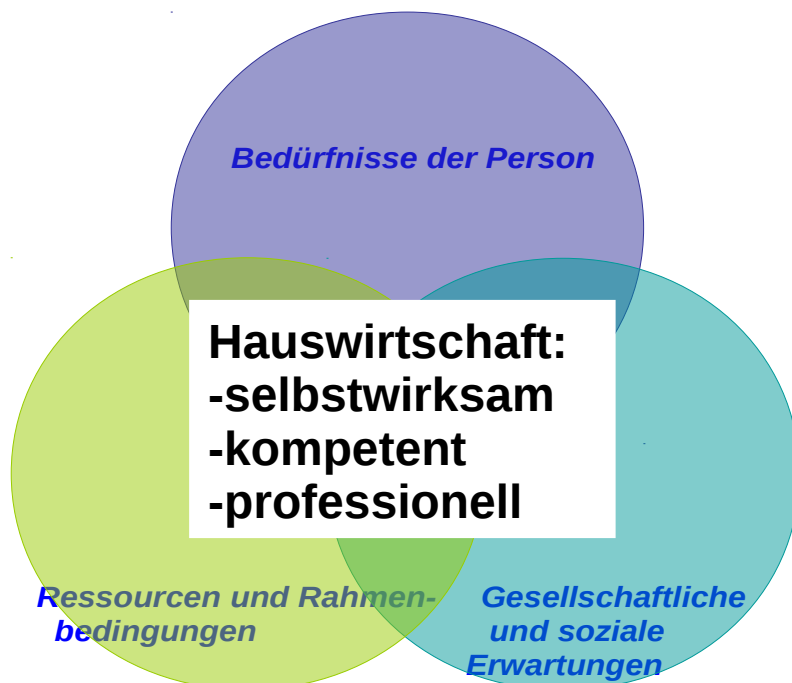 Bedürfnisse der Person
Hauswirtschaft:
-selbstwirksam
-kompetent
-professionell
Ressourcen und Rahmen-
bedingungen
Gesellschaftliche
und soziale
Erwartungen